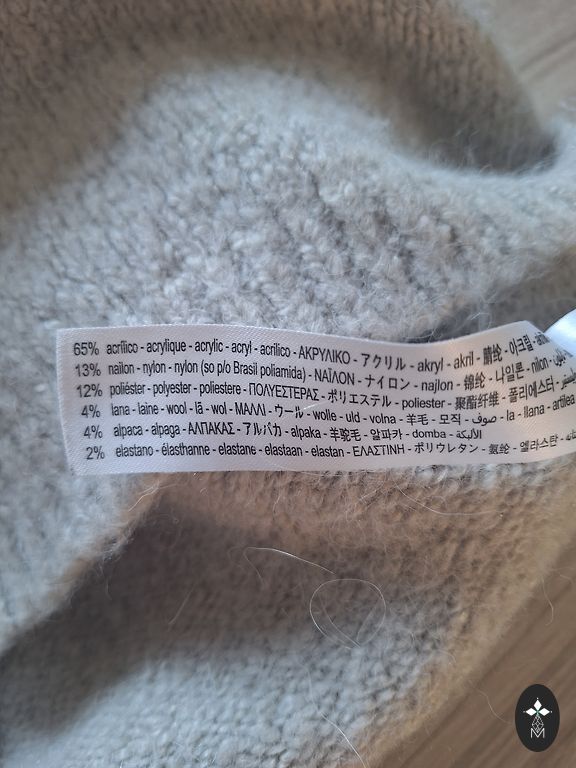 65% acrílico - acrylique - acrylic - acryl - acrilico - ΑΚΡΥΛΙΚΟ - アクリル - akryl - akril - 腈纶 - 아크릴 -
13% nailon - nylon - nylon (so p/o Brasil poliamida) - ΝΑΪΛΟΝ - ナイロン - najlon - 锦纶 - 나일론 - nilon -
12% poliéster - polyester - poliestere - ΠΟΛΥΕΣΤΕΡΑΣ - ポリエステル - poliester - 聚酯纤维 - 폴리에스터 -
4% lana - laine - wool - lã - wol - ΜΑΛΛΙ - ウール - wolle - uld - volna - 羊毛 - 모직 - صوف - la - llana - artilea
4% alpaca - alpaga - ΑΛΠΑΚΑΣ - アルパカ - alpaka - 羊驼毛 - 알파카 - domba - الألبكة
2% elastano - élasthanne - elastane - elastaan - elastan - ΕΛΑΣΤΙΝΗ - ポリウレタン - 氨纶 - 엘라스탄 -
M